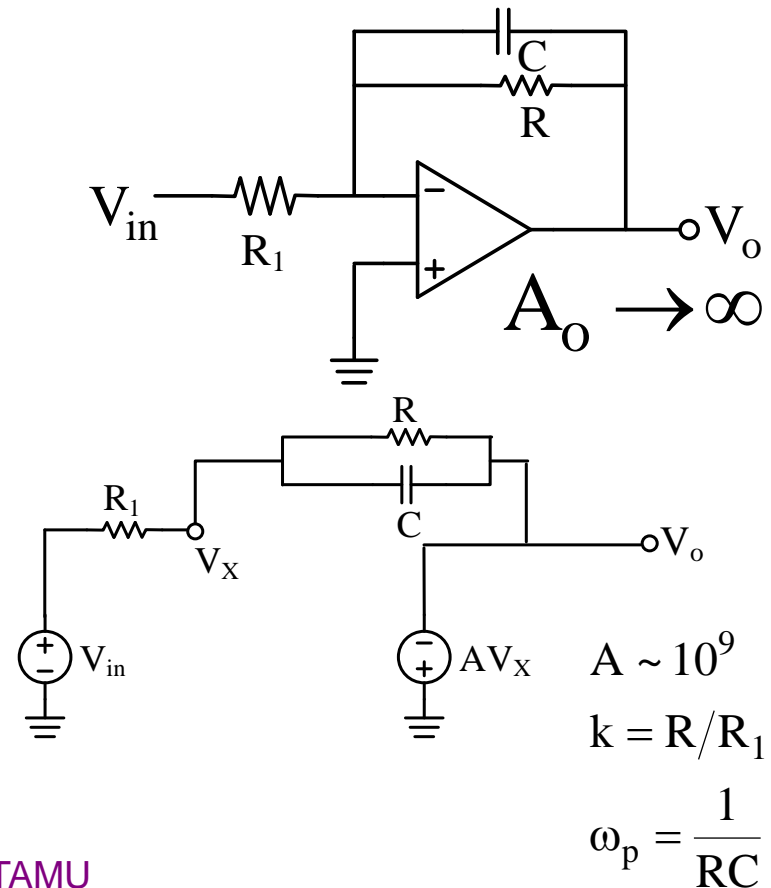 C
R
V_in
R_1
−
+
V_o
A_o → ∞
R
R_1
C
V_X
V_o
+
−
V_in
−
+
AV_X
A ~ 10^9
k = R/R_1
ω_p = 1/RC
TAMU